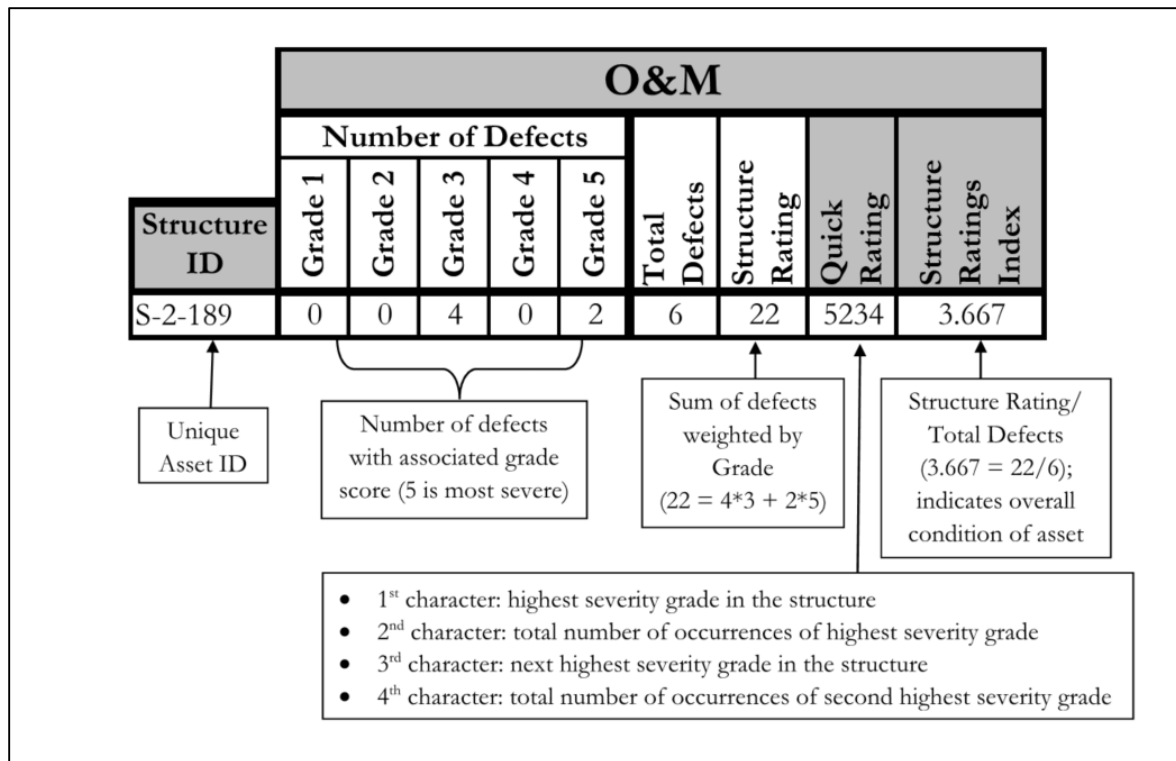 O&M
Number of Defects
Structure
ID
Grade 1
Grade 2
Grade 3
Grade 4
Grade 5
Total
Defects
Structure
Rating
Quick
Rating
Structure
Ratings
Index
S-2-189 0 0 4 0 2 6 22 5234 3.667
Unique
Asset ID
Number of defects
with associated grade
score (5 is most severe)
Sum of defects
weighted by
Grade
(22 = 4*3 + 2*5)
Structure Rating/
Total Defects
(3.667 = 22/6);
indicates overall
condition of asset
• 1st character: highest severity grade in the structure
• 2nd character: total number of occurrences of highest severity grade
• 3rd character: next highest severity grade in the structure
• 4th character: total number of occurrences of second highest severity grade